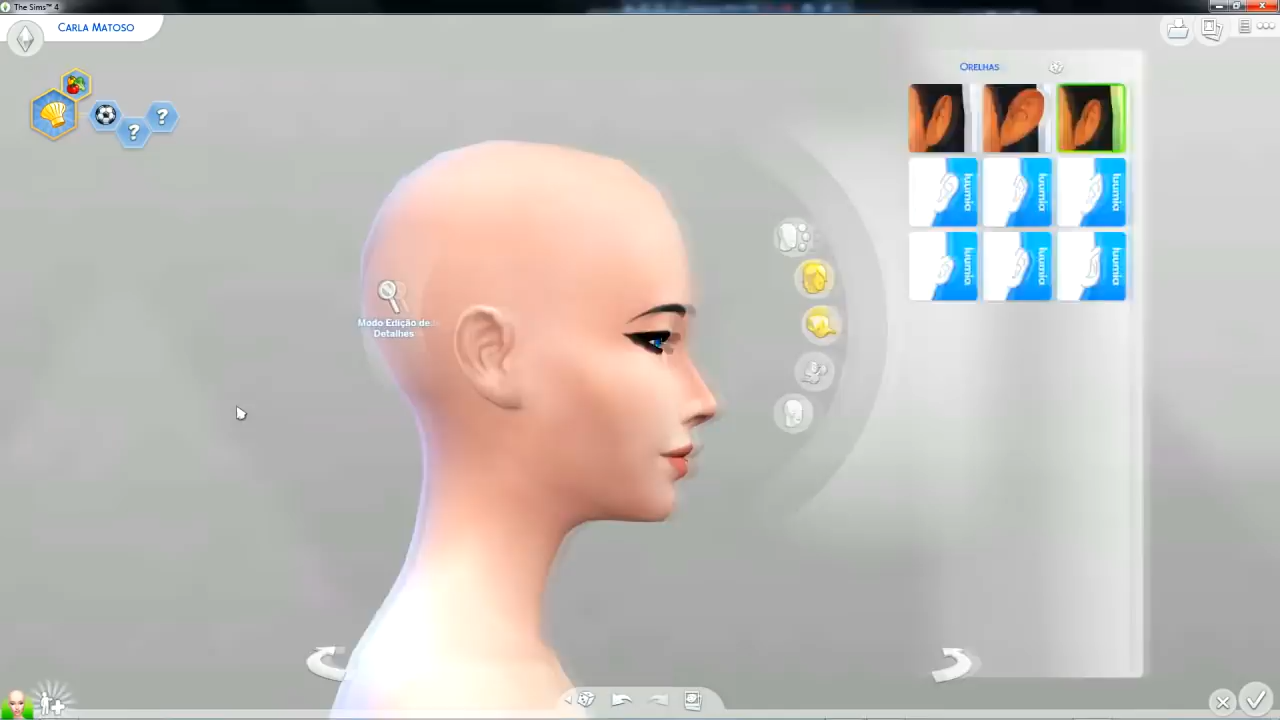 The Sims™ 4
CARLA MATOSO
ORELHAS
luumia luumia luumia
luumia luumia luumia
Modo Edição de
Detalhes
? ?